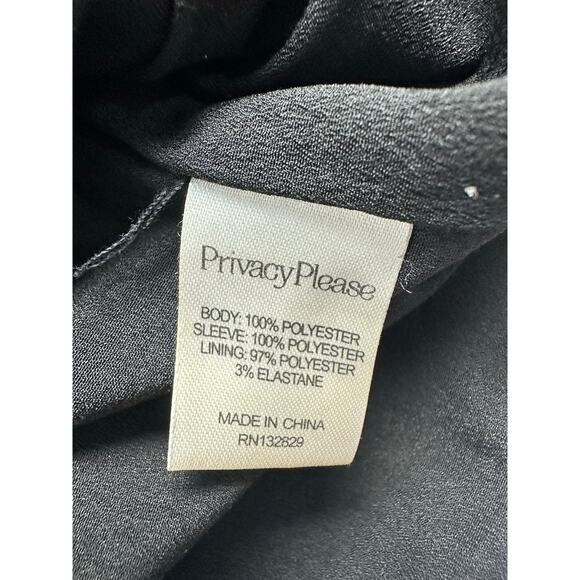 PrivacyPlease
BODY: 100% POLYESTER
SLEEVE: 100% POLYESTER
LINING: 97% POLYESTER
3% ELASTANE
MADE IN CHINA
RN132829